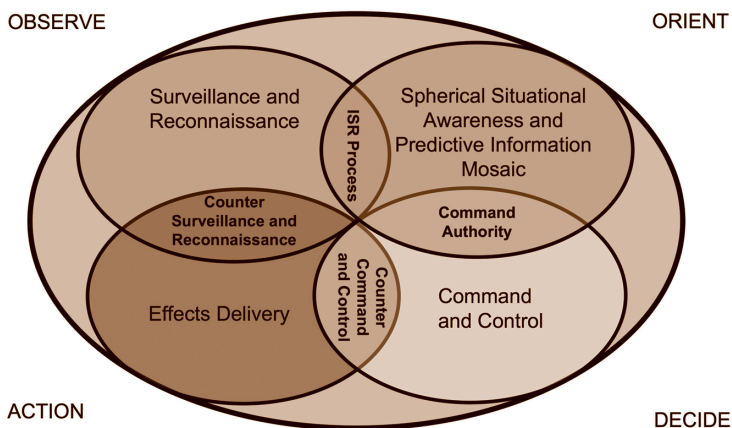 OBSERVE
ORIENT
Surveillance and
Reconnaissance
ISR Process
Spherical Situational
Awareness and
Predictive Information
Mosaic
Counter
Surveillance and
Reconnaissance
Command
Authority
Effects Delivery
Counter
Command
and Control
Command
and Control
ACTION
DECIDE